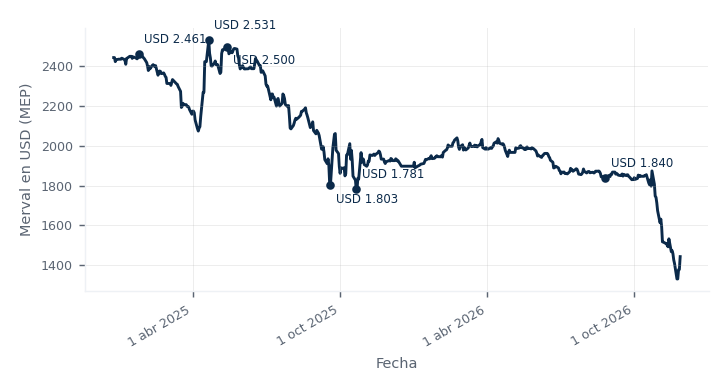 USD 2.531
USD 2.461
USD 2.500
2400
2200
2000
1800
1600
1400
Merval en USD (MEP)
USD 1.840
USD 1.781
USD 1.803
1 abr 2025
1 oct 2025
1 abr 2026
1 oct 2026
Fecha